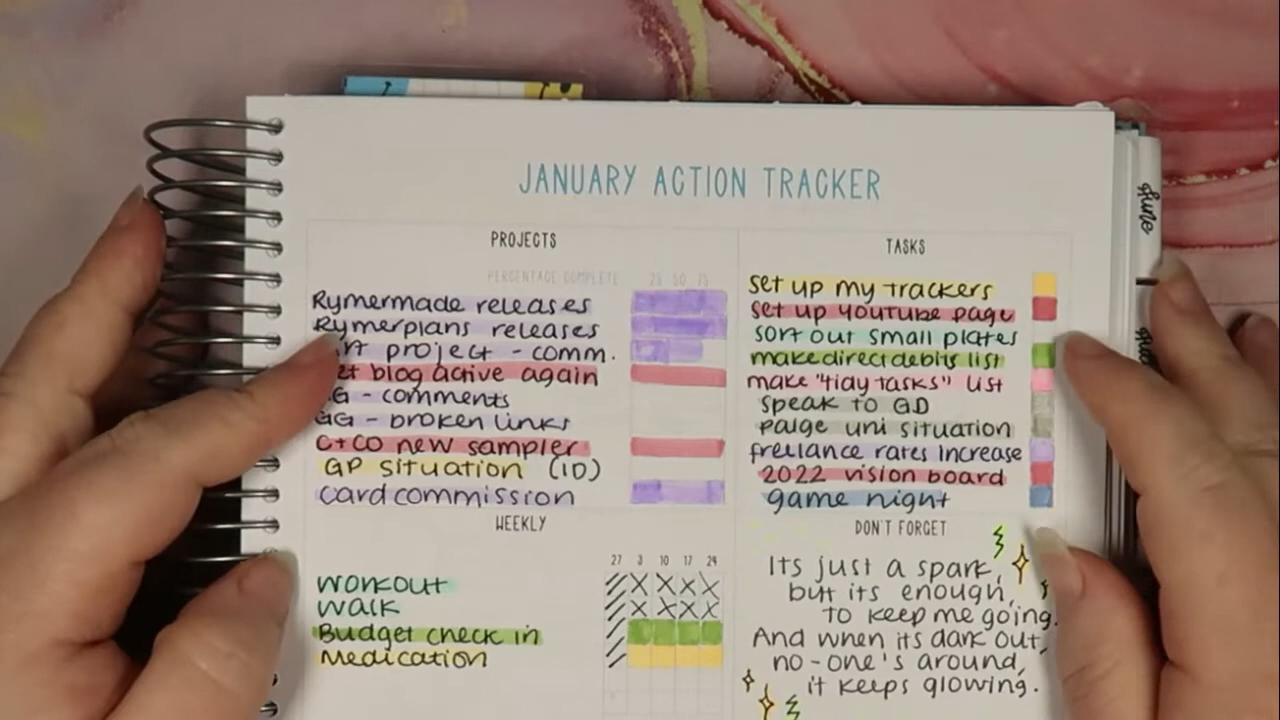 JANUARY ACTION TRACKER
PROJECTS
PERCENTAGE COMPLETE 25 50 75
Rymermade releases
Rymerplans releases
project - comm.
blog active again
GG - comments
GG - broken links
C+CO new sampler
GP situation (ID)
card commission
TASKS
set up my trackers
set up youtube page
sort out small plates
make direct debits list
make "tidy tasks" list
speak to GD
paige uni situation
freelance rates increase
2022 vision board
game night
WEEKLY
27 3 10 17 24
workout
walk
Budget check in
Medication
DON'T FORGET
Its just a spark,
but its enough,
to keep me going.
And when its dark out,
no-one's around,
it keeps glowing.
June